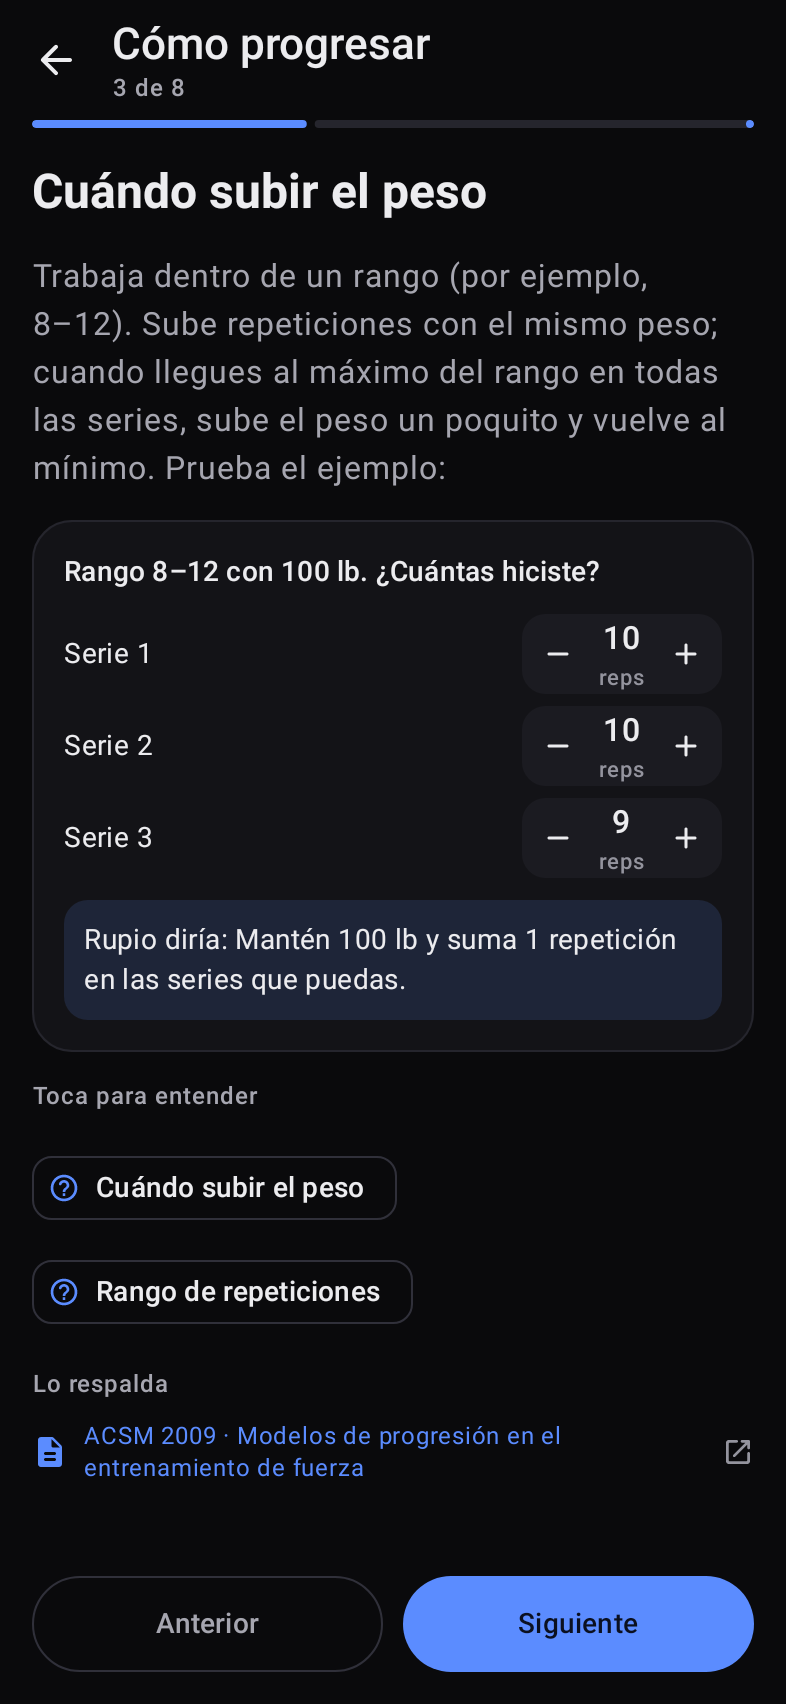 Cómo progresar
3 de 8
Cuándo subir el peso
Trabaja dentro de un rango (por ejemplo,
8–12). Sube repeticiones con el mismo peso;
cuando llegues al máximo del rango en todas
las series, sube el peso un poquito y vuelve al
mínimo. Prueba el ejemplo:
Rango 8–12 con 100 lb. ¿Cuántas hiciste?
Serie 1
− 10 +
reps
Serie 2
− 10 +
reps
Serie 3
− 9 +
reps
Rupio diría: Mantén 100 lb y suma 1 repetición
en las series que puedas.
Toca para entender
Cuándo subir el peso
Rango de repeticiones
Lo respalda
ACSM 2009 · Modelos de progresión en el
entrenamiento de fuerza
Anterior
Siguiente